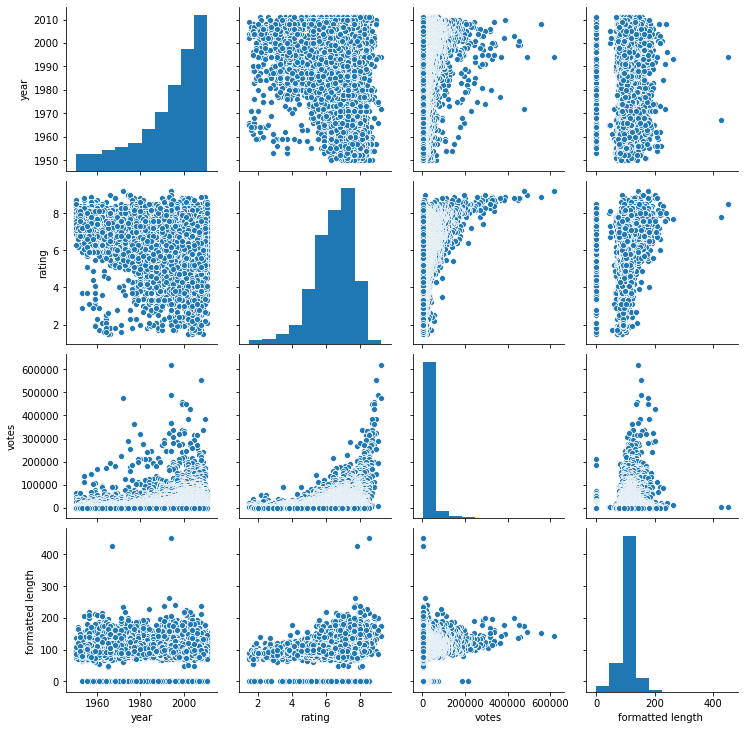 2010
2000
1990
1980
1970
1960
1950
year
8
6
4
2
rating
600000
500000
400000
300000
200000
100000
0
votes
400
300
200
100
0
formatted length
1960 1980 2000
year
2 4 6 8
rating
0 200000 400000 600000
votes
0 200 400
formatted length